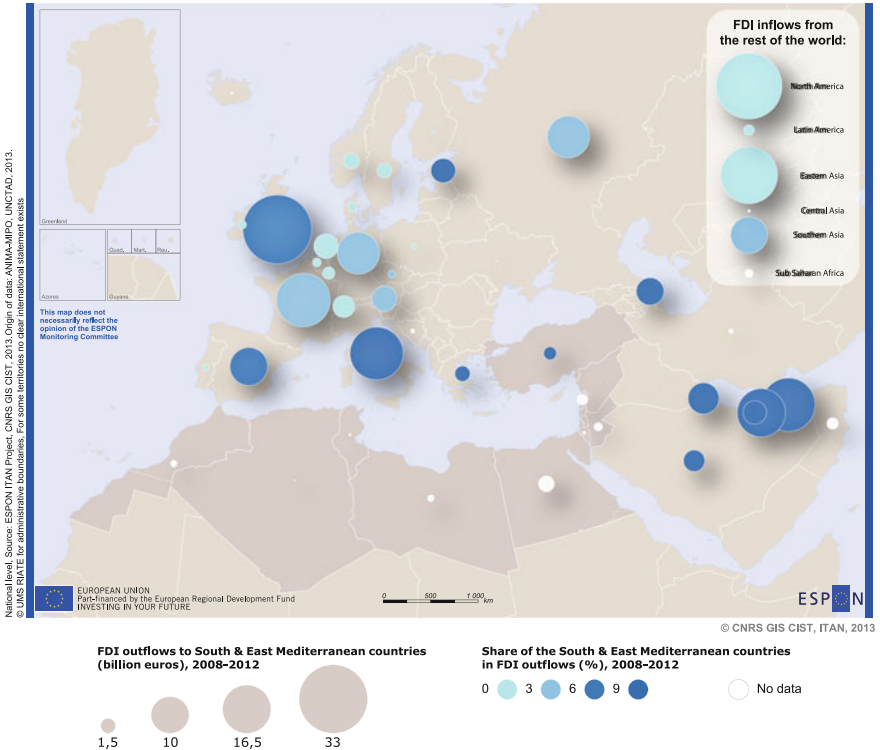 FDI inflows from
the rest of the world:
North America
Latin America
Eastern Asia
Central Asia
Southern Asia
Sub Saharan Africa
Greenland
Guad.
Mart.
Reu.
Azores
Guyana
This map does not
necessarily reflect the
opinion of the ESPON
Monitoring Committee
National level, Source: ESPON ITAN Project, CNRS GIS CIST, 2013.Origin of data: ANIMA-MIPO, UNCTAD, 2013.
© UMS RIATE for administrative boundaries, For some territories no clear international statement exists
EUROPEAN UNION
Part-financed by the European Regional Development Fund
INVESTING IN YOUR FUTURE
0 500 1 000
km
ESPON
© CNRS GIS CIST, ITAN, 2013
FDI outflows to South & East Mediterranean countries
(billion euros), 2008–2012
1,5 10 16,5 33
Share of the South & East Mediterranean countries
in FDI outflows (%), 2008–2012
0 3 6 9 No data